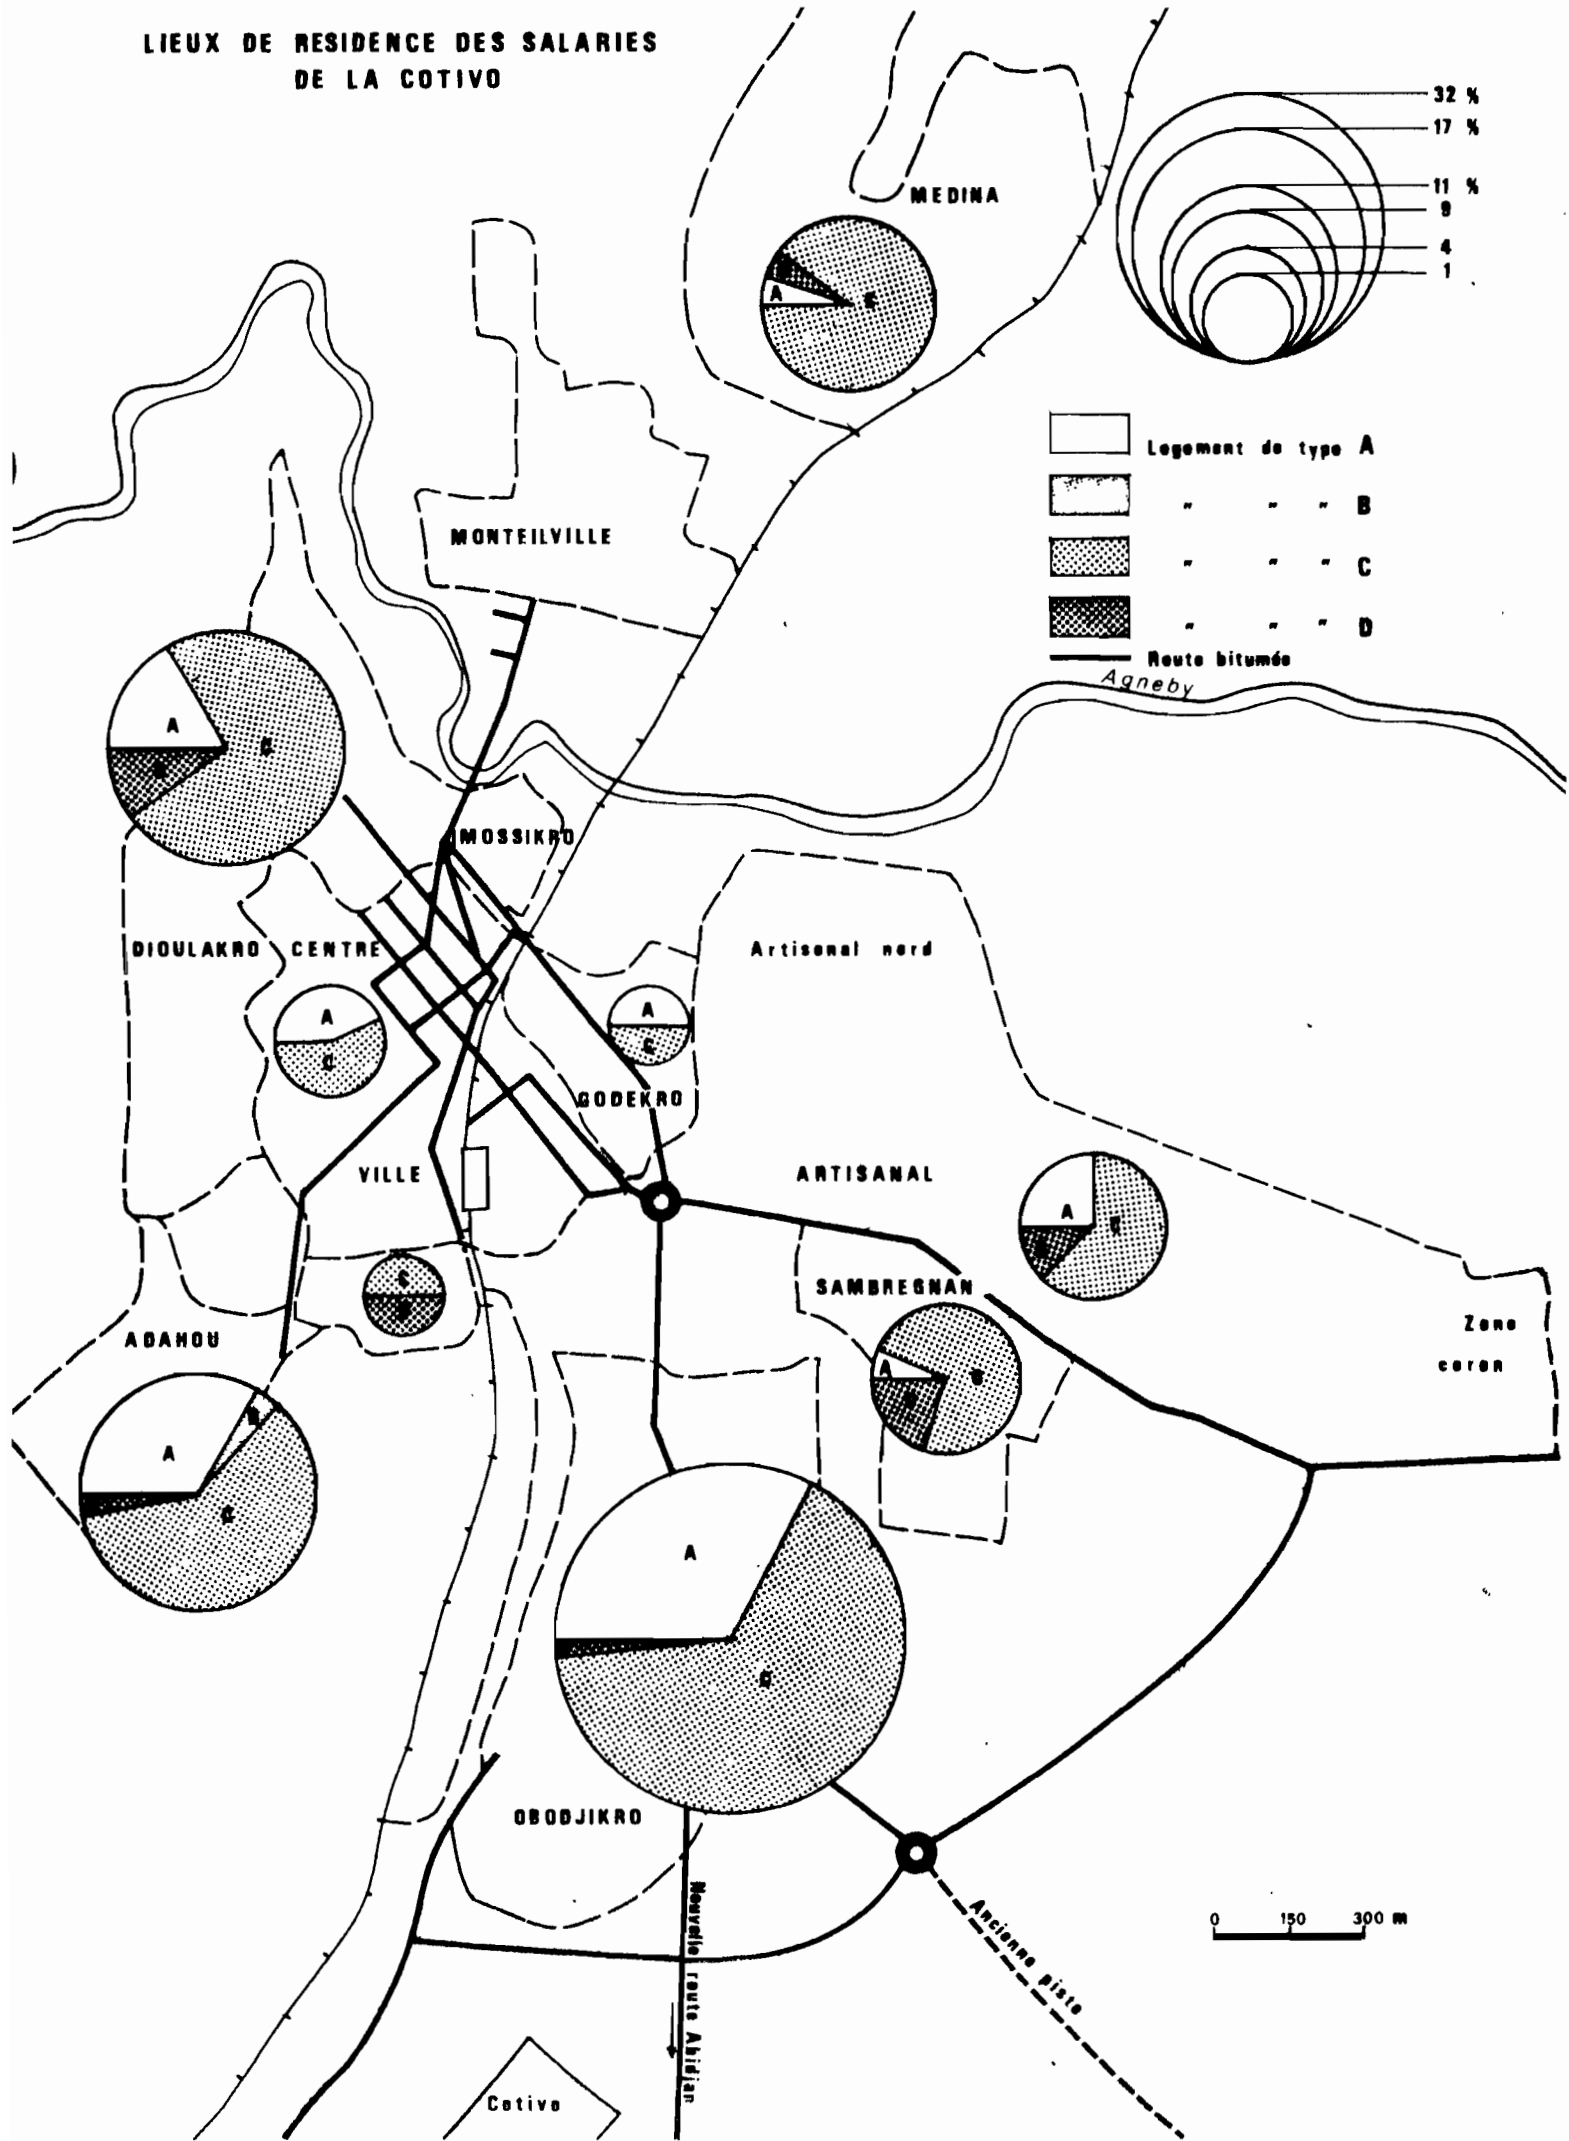 LIEUX DE RESIDENCE DES SALARIES
DE LA COTIVO
32 %
17 %
11 %
9
4
1
MEDINA
A
C
Logement de type A
" " " B
" " " C
" " " D
Route bitumée
Agneby
MONTEILVILLE
A
C
MOSSIKRO
DIOULAKRO
CENTRE
Artisanal nord
A
C
A
C
GODEKRO
VILLE
ARTISANAL
A
C
C
D
SAMBREGNAN
A
C
D
Zone
caron
ADAHOU
A
B
C
A
C
OBODJIKRO
Nouvelle route Abidjan
Ancienne piste
0 150 300 m
Cotivo